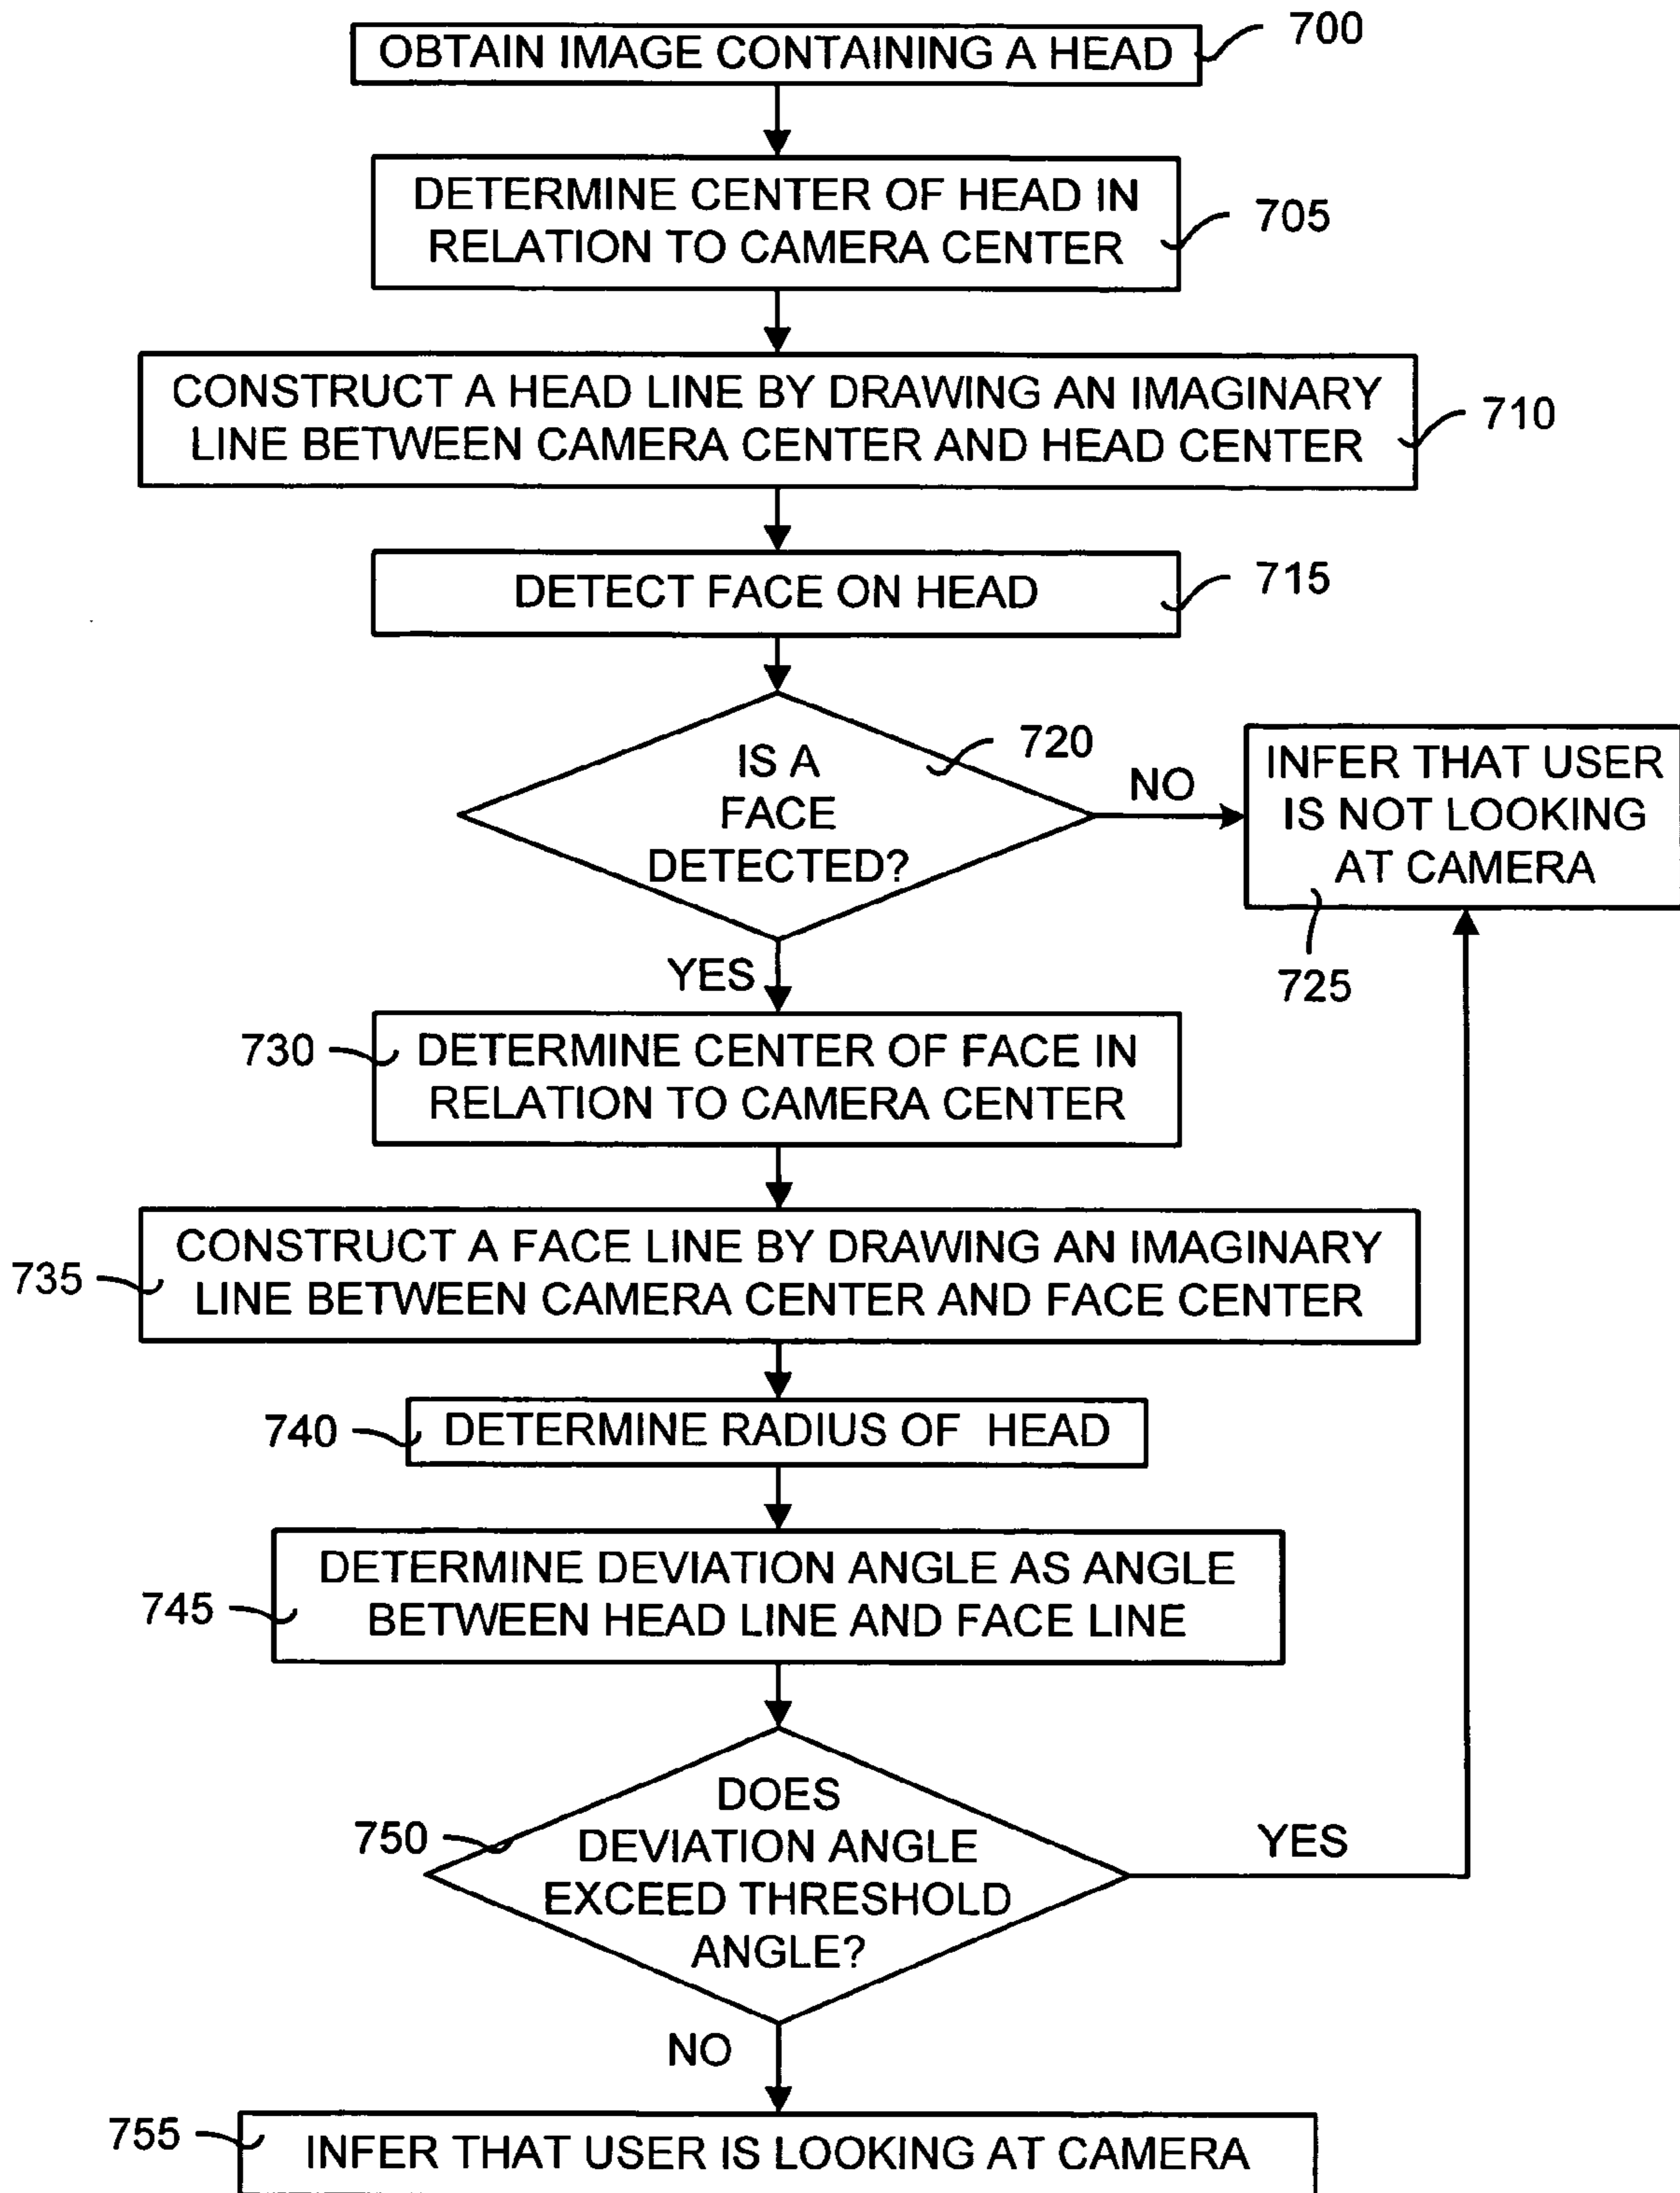 OBTAIN IMAGE CONTAINING A HEAD
700
DETERMINE CENTER OF HEAD IN
RELATION TO CAMERA CENTER
705
CONSTRUCT A HEAD LINE BY DRAWING AN IMAGINARY
LINE BETWEEN CAMERA CENTER AND HEAD CENTER
710
DETECT FACE ON HEAD
715
IS A
FACE
DETECTED?
720
NO
INFER THAT USER
IS NOT LOOKING
AT CAMERA
725
YES
730
DETERMINE CENTER OF FACE IN
RELATION TO CAMERA CENTER
735
CONSTRUCT A FACE LINE BY DRAWING AN IMAGINARY
LINE BETWEEN CAMERA CENTER AND FACE CENTER
740
DETERMINE RADIUS OF HEAD
745
DETERMINE DEVIATION ANGLE AS ANGLE
BETWEEN HEAD LINE AND FACE LINE
750
DOES
DEVIATION ANGLE
EXCEED THRESHOLD
ANGLE?
YES
NO
755
INFER THAT USER IS LOOKING AT CAMERA